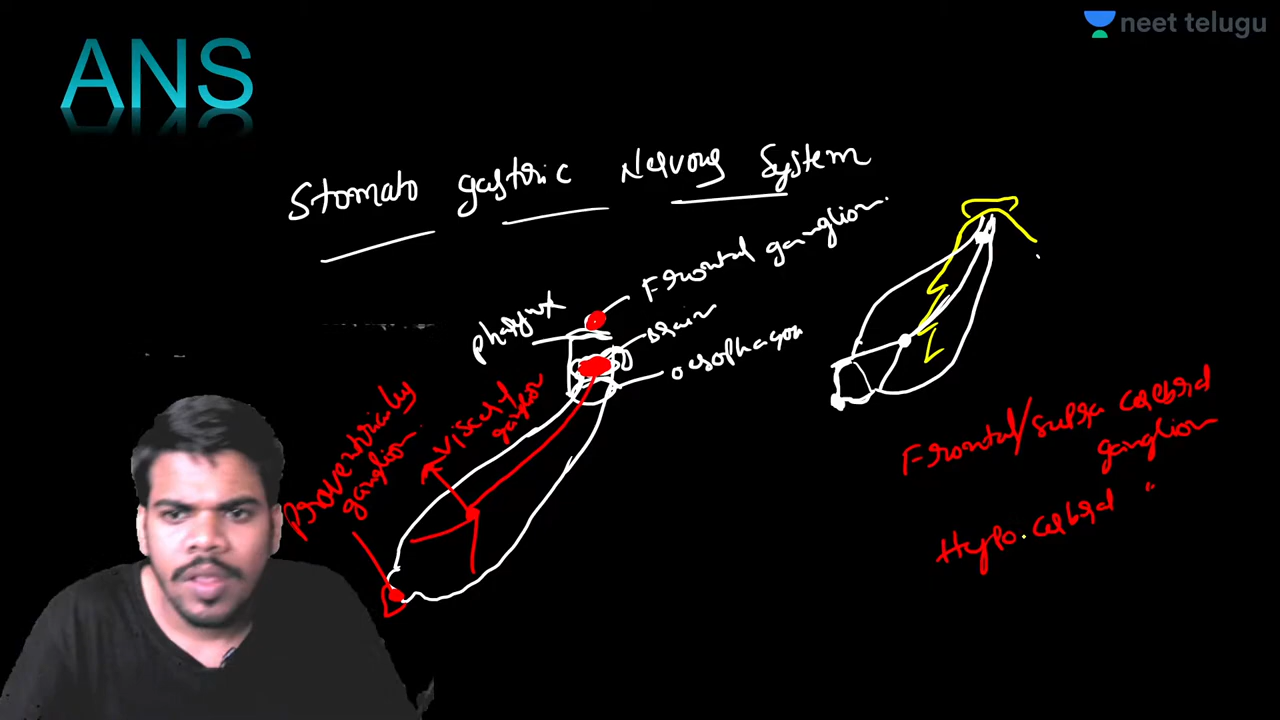 neet telugu
ANS
Stomato gastric Nervous System
Frontal ganglion.
pharynx
brain
oesophagus
visceral
ganglion
ganglion.
Frontal/Supra cerebral
ganglion
Hypo.cerebral "